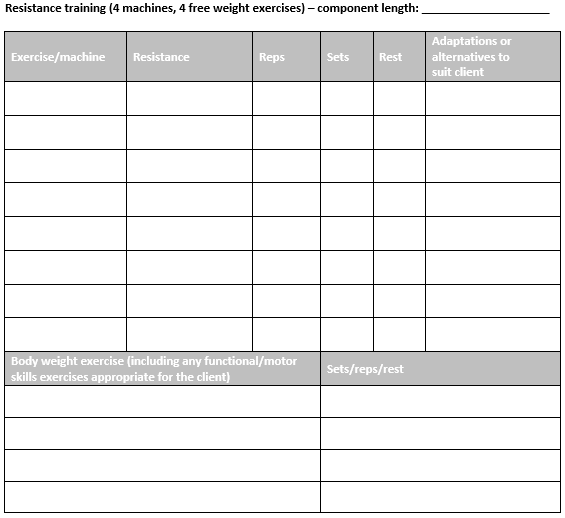 Resistance training (4 machines, 4 free weight exercises) – component length: ____________________
Exercise/machine
Resistance
Reps
Sets
Rest
Adaptations or
alternatives to
suit client
Body weight exercise (including any functional/motor
skills exercises appropriate for the client)
Sets/reps/rest